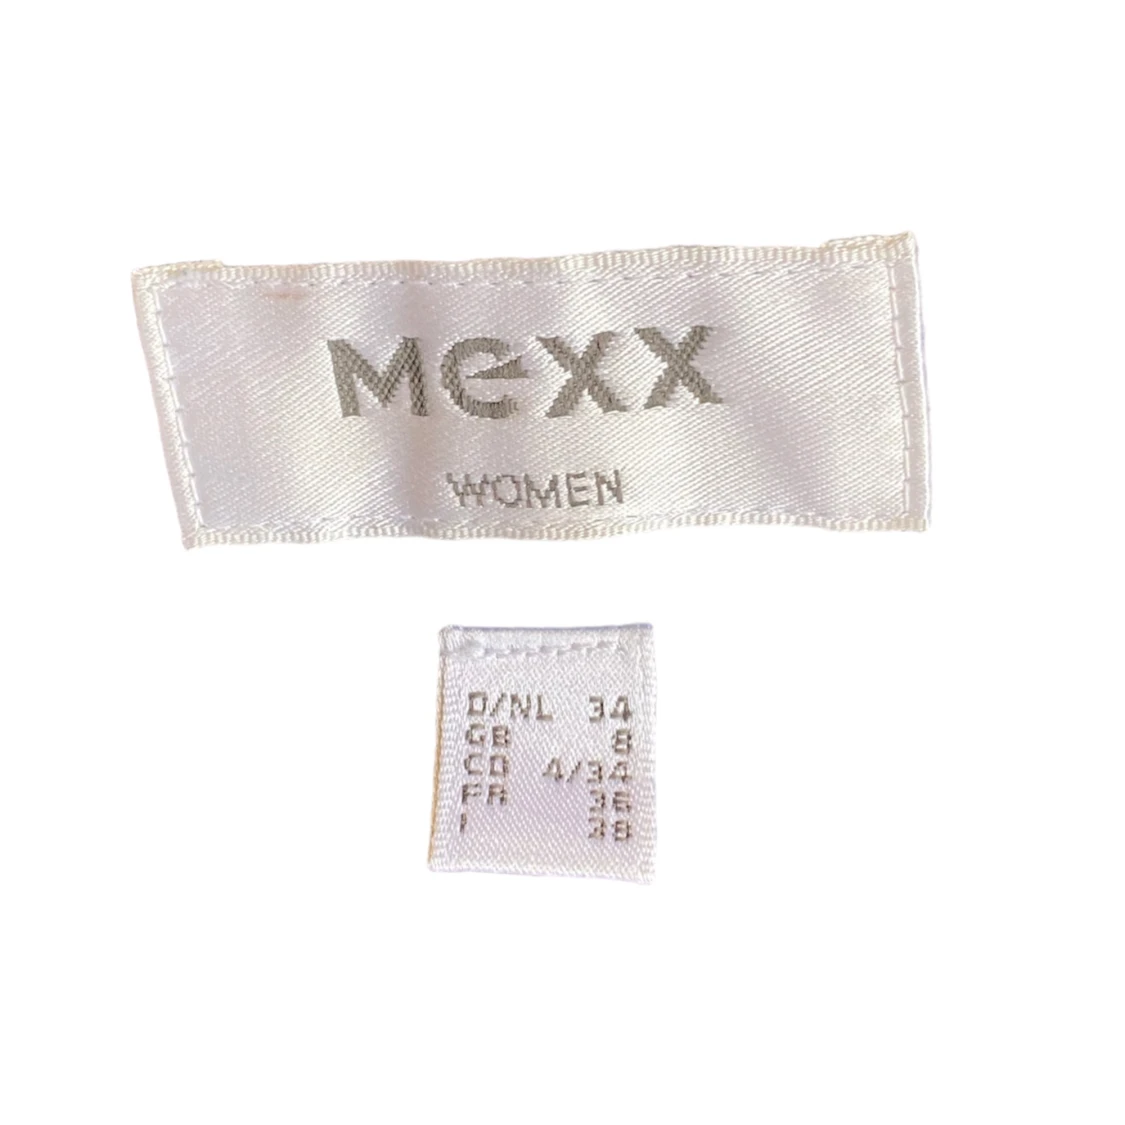 Mexx
WOMEN
D/NL 34
GB 8
CD 4/34
FR 36
I 38